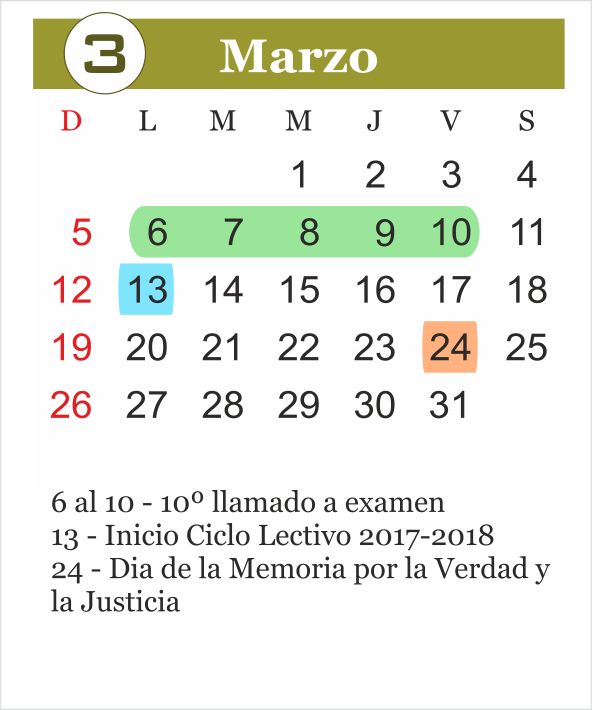 3 Marzo
D L M M J V S
1 2 3 4
5 6 7 8 9 10 11
12 13 14 15 16 17 18
19 20 21 22 23 24 25
26 27 28 29 30 31
6 al 10 - 10º llamado a examen
13 - Inicio Ciclo Lectivo 2017-2018
24 - Dia de la Memoria por la Verdad y
la Justicia